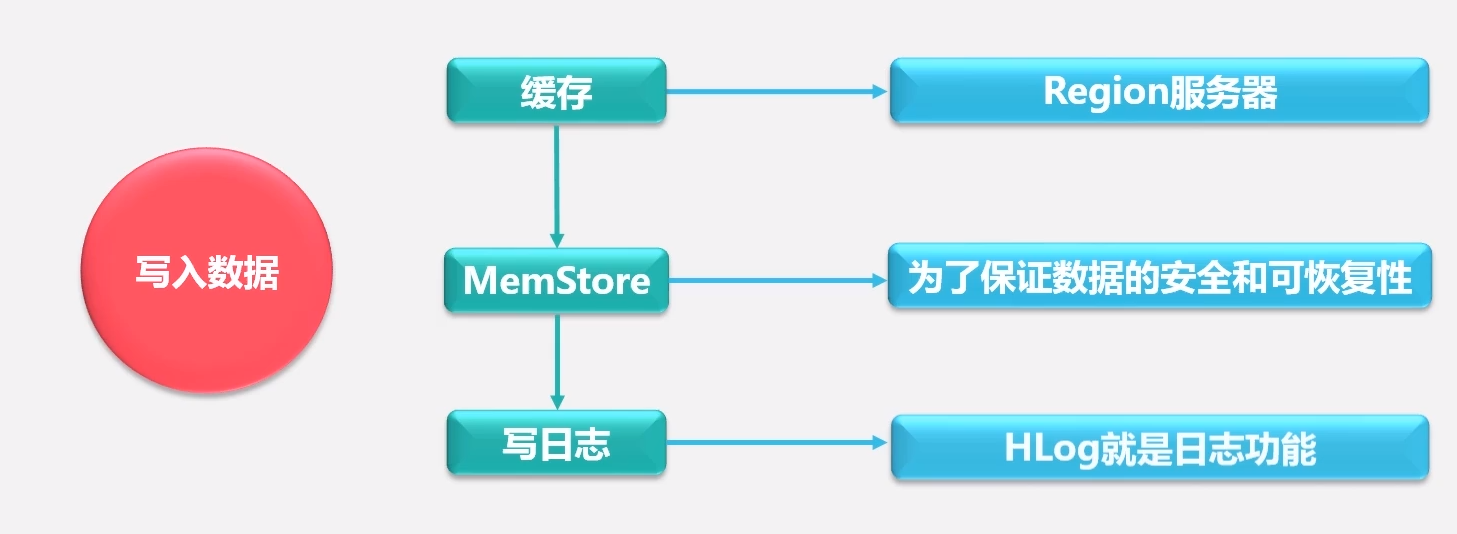 缓存
Region服务器
写入数据
MemStore
为了保证数据的安全和可恢复性
写日志
HLog就是日志功能